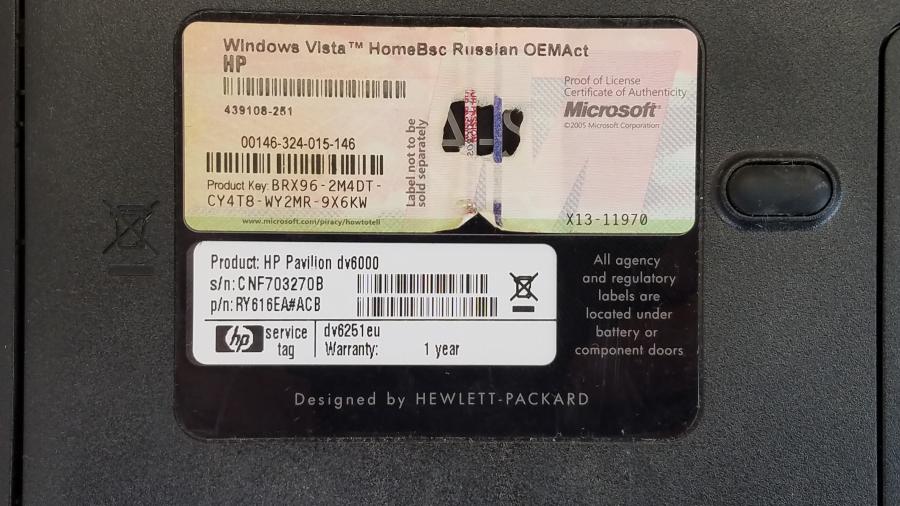 Windows Vista™ HomeBsc Russian OEMAct
HP
439108-251
00146-324-015-146
Product Key: BRX96-2M4DT-
CY4T8-WY2MR-9X6KW
www.microsoft.com/piracy/howtotell
Label not to be
sold separately
Proof of License
Certificate of Authenticity
Microsoft®
©2005 Microsoft Corporation
X13-11970
Product: HP Pavilion dv6000
s/n: CNF703270B
p/n: RY616EA#ACB
hp
service
tag
dv6251eu
Warranty: 1 year
All agency
and regulatory
labels are
located under
battery or
component doors
Designed by HEWLETT-PACKARD